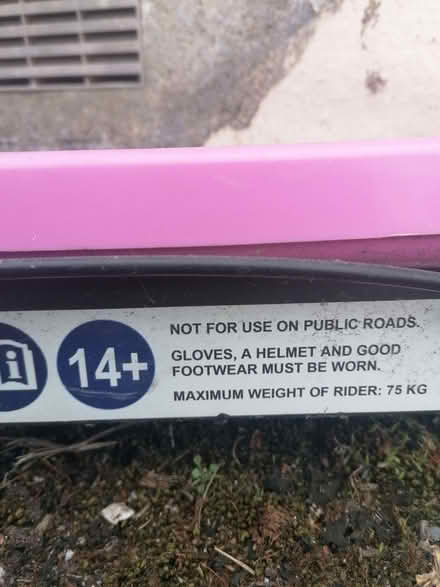 14+
NOT FOR USE ON PUBLIC ROADS.
GLOVES, A HELMET AND GOOD
FOOTWEAR MUST BE WORN.
MAXIMUM WEIGHT OF RIDER: 75 KG